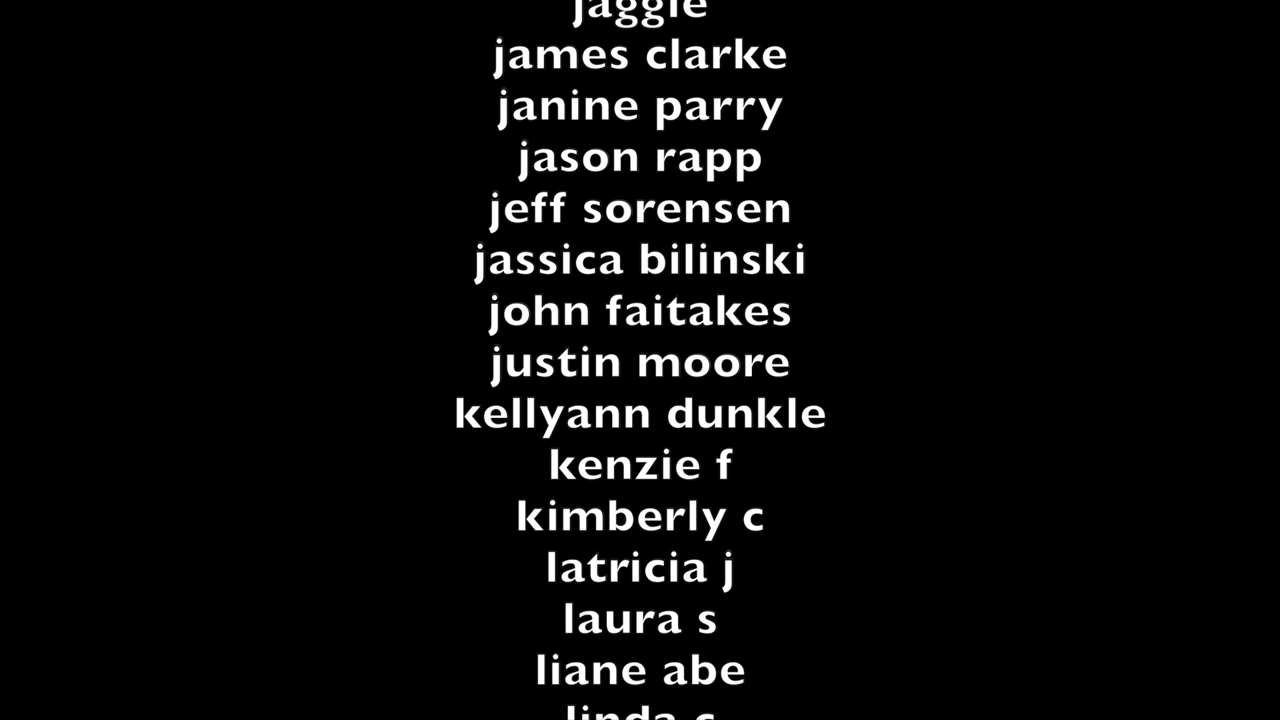 jaggie
james clarke
janine parry
jason rapp
jeff sorensen
jassica bilinski
john faitakes
justin moore
kellyann dunkle
kenzie f
kimberly c
latricia j
laura s
liane abe
linda